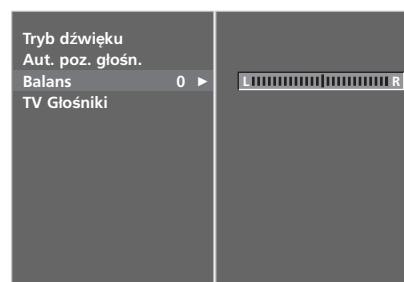 Tryb dźwięku
Aut. poz. głośn.
Balans 0 ►
L R
TV Głośniki